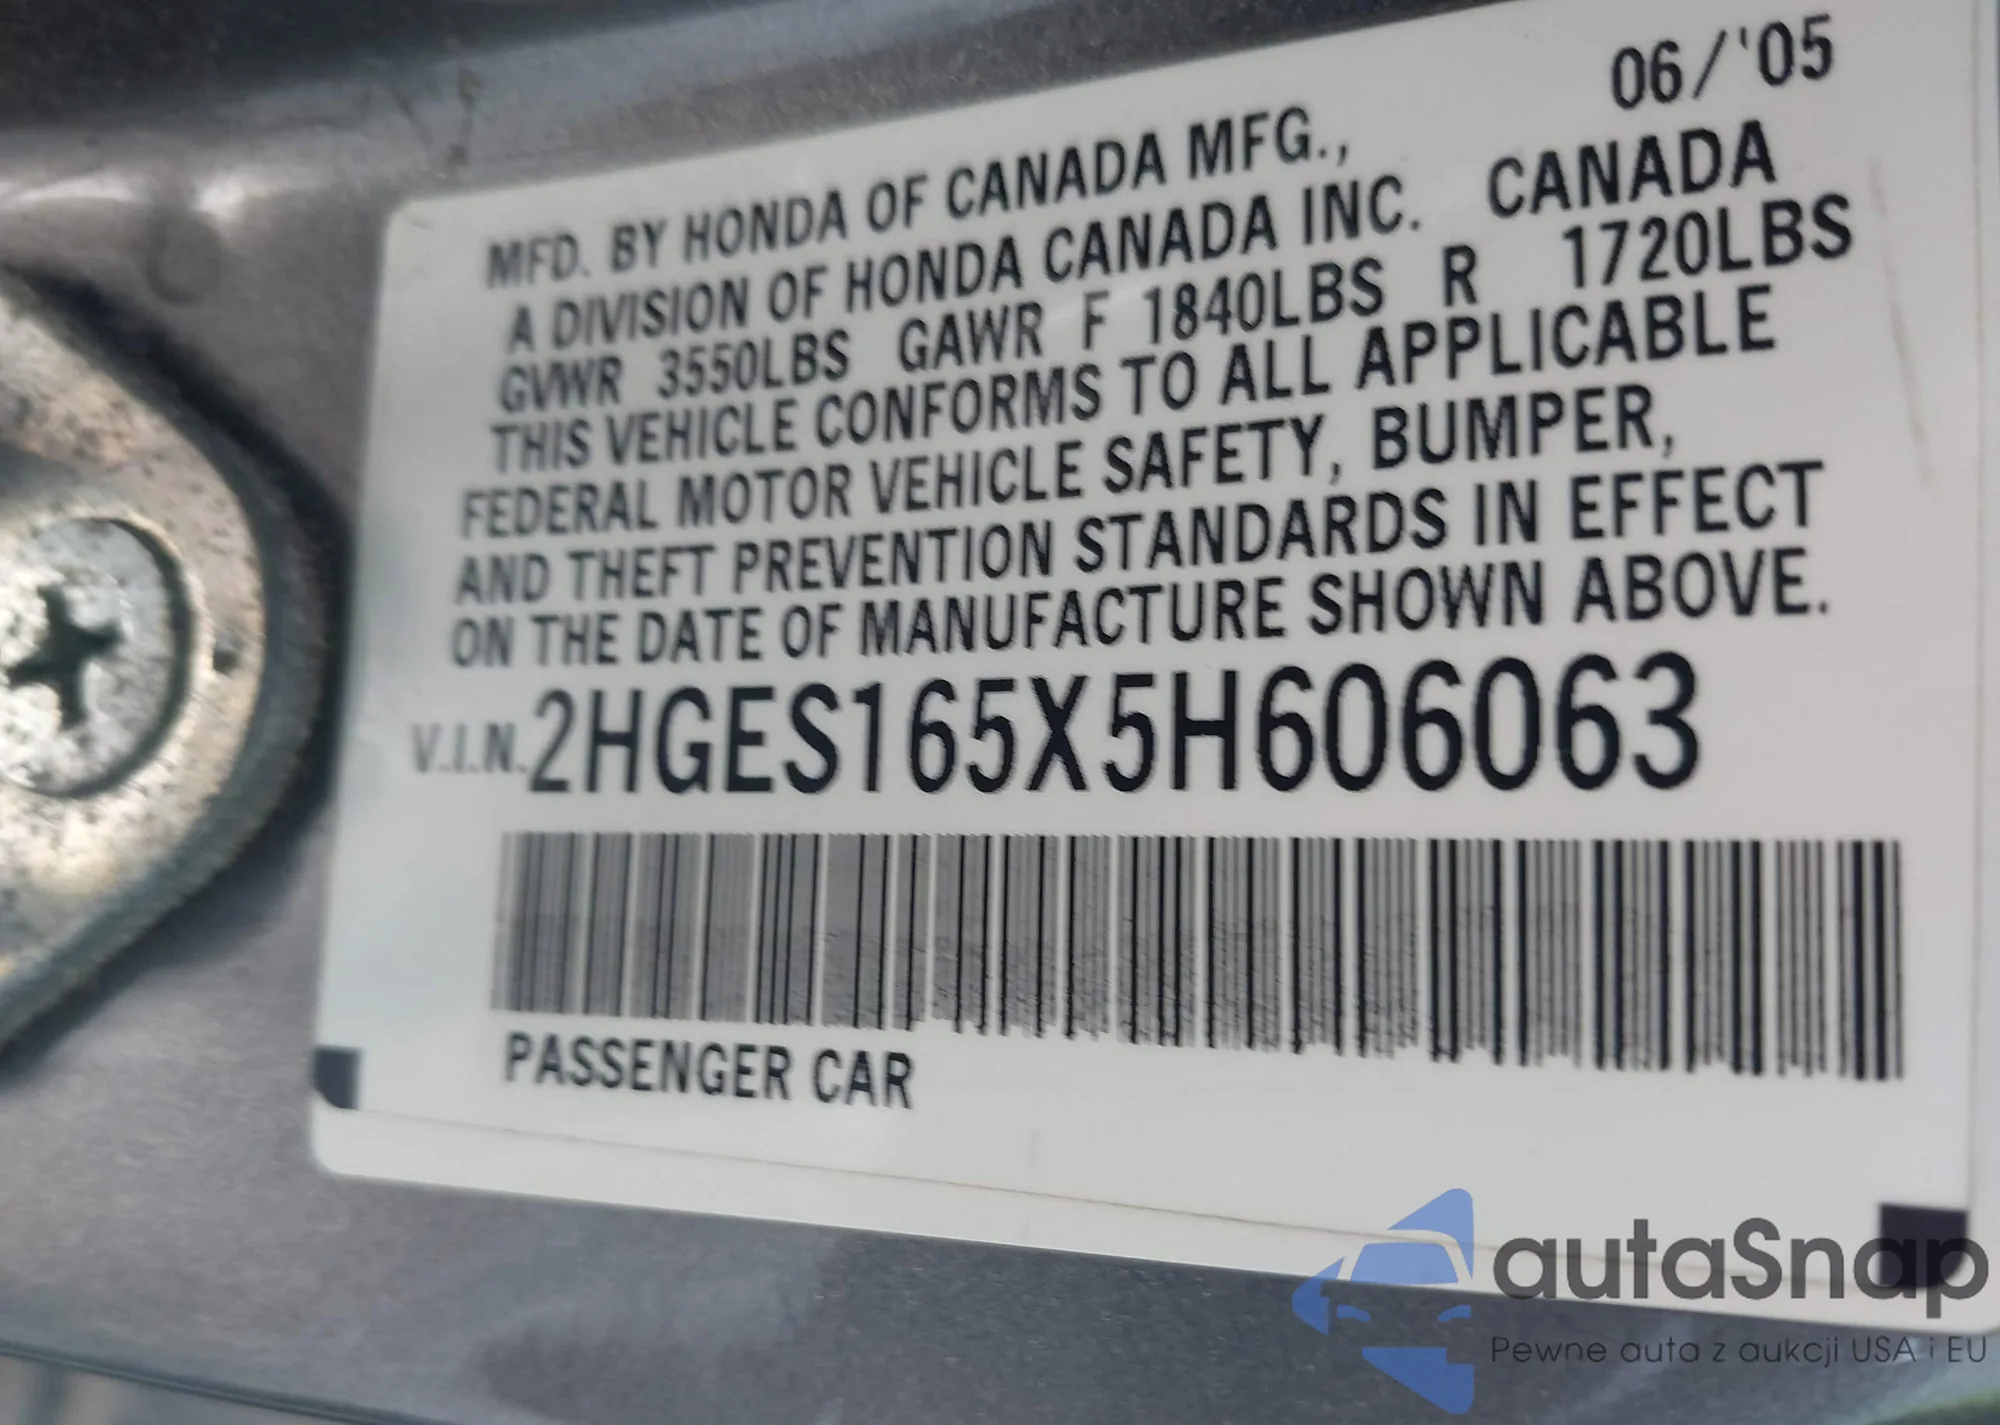 06/'05
MFD. BY HONDA OF CANADA MFG.,
A DIVISION OF HONDA CANADA INC. CANADA
GVWR 3550LBS GAWR F 1840LBS R 1720LBS
THIS VEHICLE CONFORMS TO ALL APPLICABLE
FEDERAL MOTOR VEHICLE SAFETY, BUMPER,
AND THEFT PREVENTION STANDARDS IN EFFECT
ON THE DATE OF MANUFACTURE SHOWN ABOVE.
V.I.N. 2HGES165X5H606063
PASSENGER CAR
autaSnap
Pewne auta z aukcji USA i EU